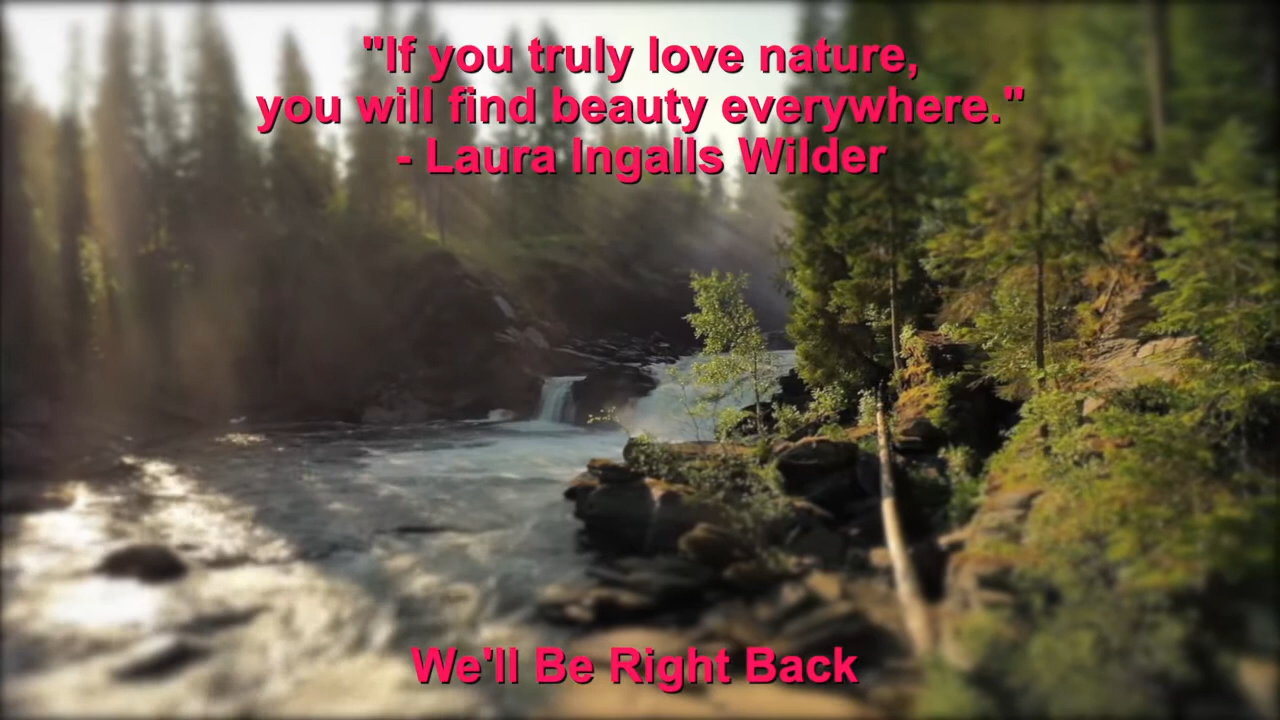 "If you truly love nature,
you will find beauty everywhere."
- Laura Ingalls Wilder
We'll Be Right Back